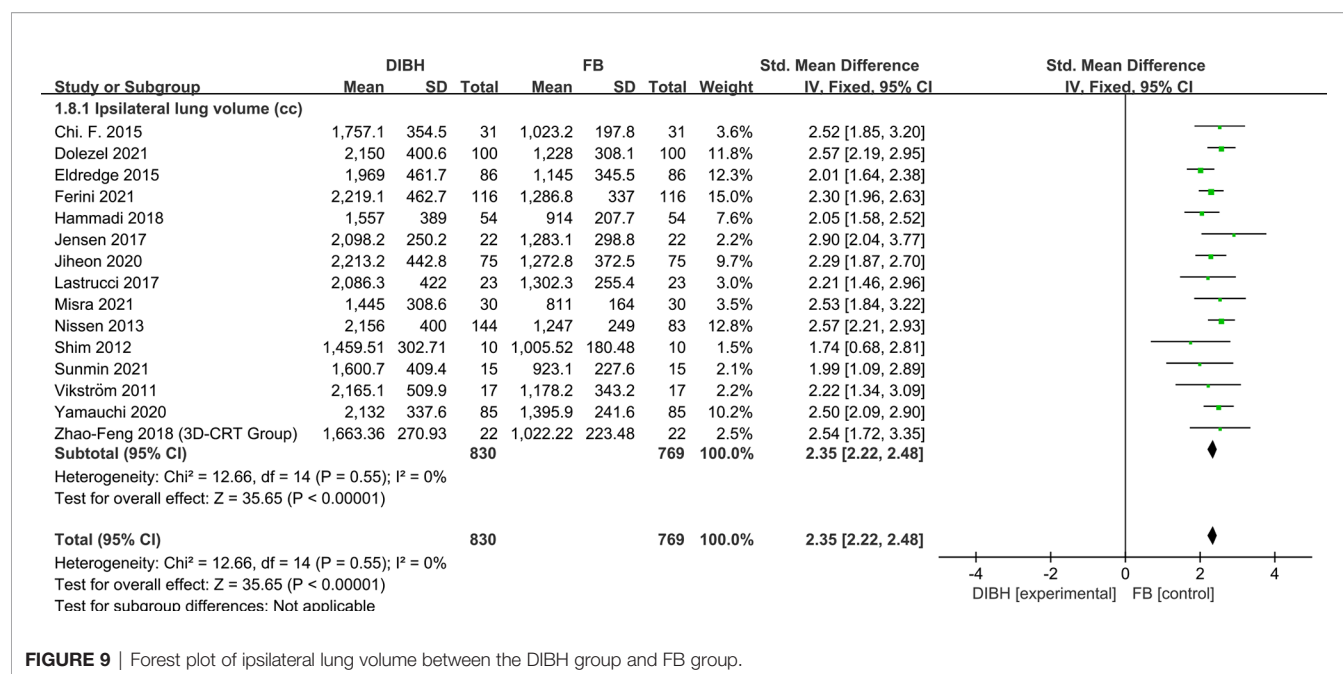 DIBH FB Std. Mean Difference Std. Mean Difference
Study or Subgroup Mean SD Total Mean SD Total Weight IV, Fixed, 95% CI IV, Fixed, 95% CI
1.8.1 Ipsilateral lung volume (cc)
Chi. F. 2015 1,757.1 354.5 31 1,023.2 197.8 31 3.6% 2.52 [1.85, 3.20]
Dolezel 2021 2,150 400.6 100 1,228 308.1 100 11.8% 2.57 [2.19, 2.95]
Eldredge 2015 1,969 461.7 86 1,145 345.5 86 12.3% 2.01 [1.64, 2.38]
Ferini 2021 2,219.1 462.7 116 1,286.8 337 116 15.0% 2.30 [1.96, 2.63]
Hammadi 2018 1,557 389 54 914 207.7 54 7.6% 2.05 [1.58, 2.52]
Jensen 2017 2,098.2 250.2 22 1,283.1 298.8 22 2.2% 2.90 [2.04, 3.77]
Jiheon 2020 2,213.2 442.8 75 1,272.8 372.5 75 9.7% 2.29 [1.87, 2.70]
Lastrucci 2017 2,086.3 422 23 1,302.3 255.4 23 3.0% 2.21 [1.46, 2.96]
Misra 2021 1,445 308.6 30 811 164 30 3.5% 2.53 [1.84, 3.22]
Nissen 2013 2,156 400 144 1,247 249 83 12.8% 2.57 [2.21, 2.93]
Shim 2012 1,459.51 302.71 10 1,005.52 180.48 10 1.5% 1.74 [0.68, 2.81]
Sunmin 2021 1,600.7 409.4 15 923.1 227.6 15 2.1% 1.99 [1.09, 2.89]
Vikström 2011 2,165.1 509.9 17 1,178.2 343.2 17 2.2% 2.22 [1.34, 3.09]
Yamauchi 2020 2,132 337.6 85 1,395.9 241.6 85 10.2% 2.50 [2.09, 2.90]
Zhao-Feng 2018 (3D-CRT Group) 1,663.36 270.93 22 1,022.22 223.48 22 2.5% 2.54 [1.72, 3.35]
Subtotal (95% CI) 830 769 100.0% 2.35 [2.22, 2.48]
Heterogeneity: Chi² = 12.66, df = 14 (P = 0.55); I² = 0%
Test for overall effect: Z = 35.65 (P < 0.00001)
Total (95% CI) 830 769 100.0% 2.35 [2.22, 2.48]
Heterogeneity: Chi² = 12.66, df = 14 (P = 0.55); I² = 0%
Test for overall effect: Z = 35.65 (P < 0.00001)
Test for subgroup differences: Not applicable
-4 -2 0 2 4
DIBH [experimental] FB [control]
FIGURE 9 | Forest plot of ipsilateral lung volume between the DIBH group and FB group.